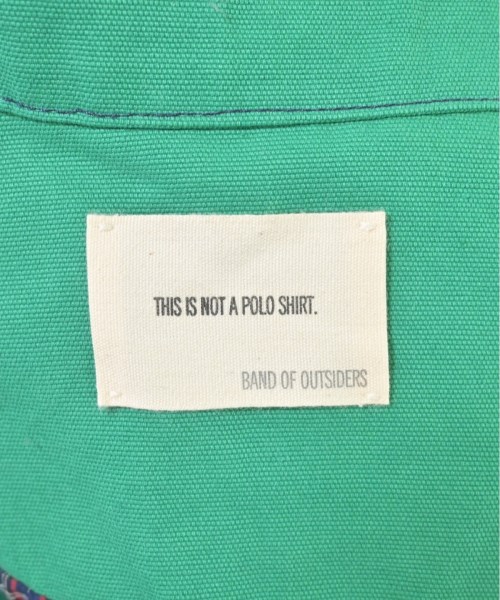 THIS IS NOT A POLO SHIRT.
BAND OF OUTSIDERS